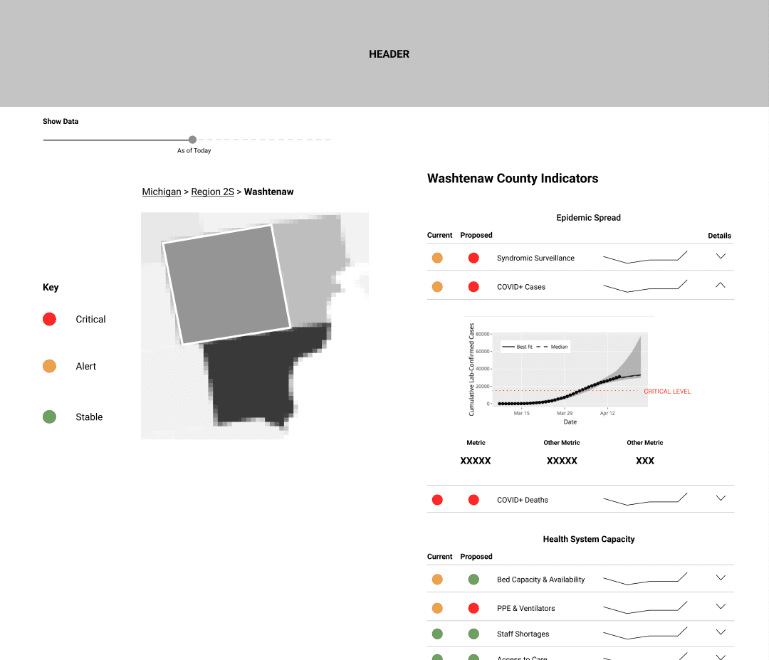 HEADER
Show Data
As of Today
Michigan > Region 2S > Washtenaw
Key
Critical
Alert
Stable
Washtenaw County Indicators
Epidemic Spread
Current Proposed Details
Syndromic Surveillance
COVID+ Cases
Cumulative Lab-Confirmed Cases
80000
60000
40000
20000
0
Best fit Median
CRITICAL LEVEL
Mar 15 Mar 29 Apr 12
Date
Metric Other Metric Other Metric
XXXXX XXXXX XXX
COVID+ Deaths
Health System Capacity
Current Proposed
Bed Capacity & Availability
PPE & Ventilators
Staff Shortages
Access to Care